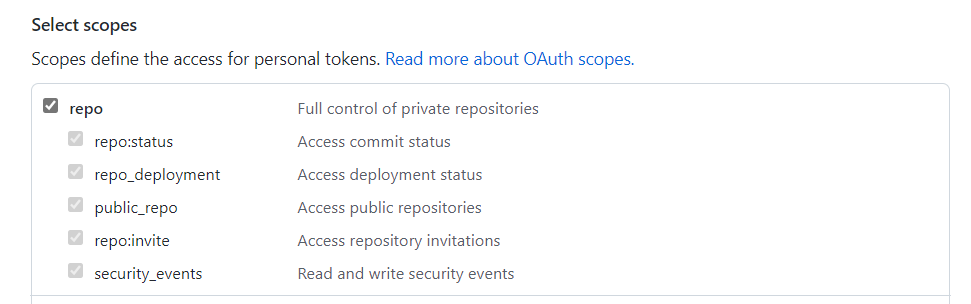 Select scopes
Scopes define the access for personal tokens. Read more about OAuth scopes.
repo Full control of private repositories
repo:status Access commit status
repo_deployment Access deployment status
public_repo Access public repositories
repo:invite Access repository invitations
security_events Read and write security events